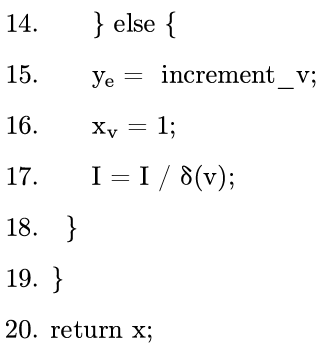 14. } else {
15. yₑ = increment_v;
16. xᵥ = 1;
17. I = I / δ(v);
18. }
19. }
20. return x;